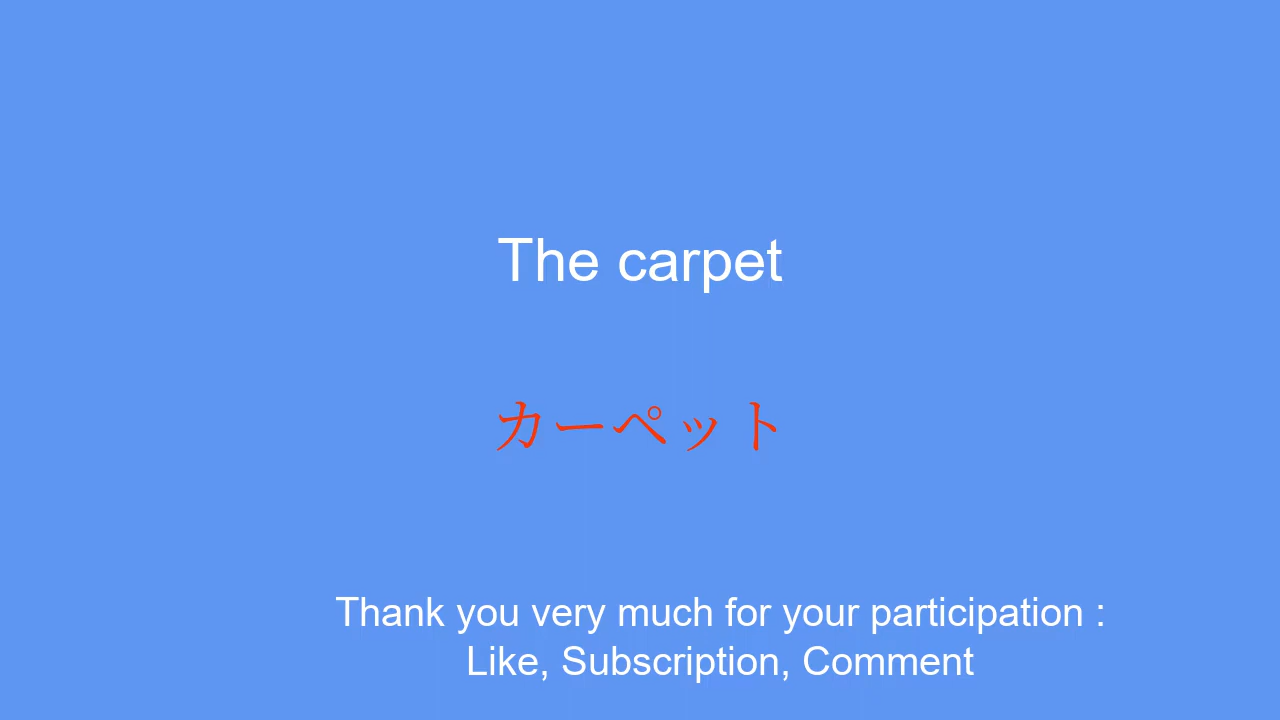 The carpet
カーペット
Thank you very much for your participation :
Like, Subscription, Comment